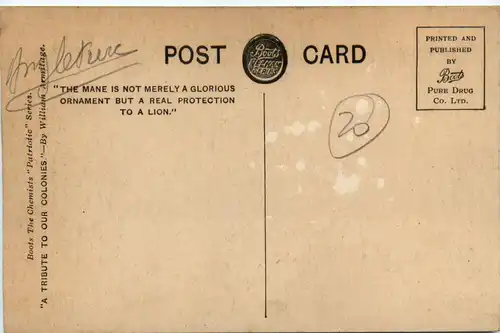 POST CARD
Boots
"THE MANE IS NOT MERELY A GLORIOUS
ORNAMENT BUT A REAL PROTECTION
TO A LION."
PRINTED AND
PUBLISHED
BY
Boots
PURE DRUG
CO. LTD.
20
Boots The Chemists "Patriotic" Series.
"A TRIBUTE TO OUR COLONIES."—By William Armitage.